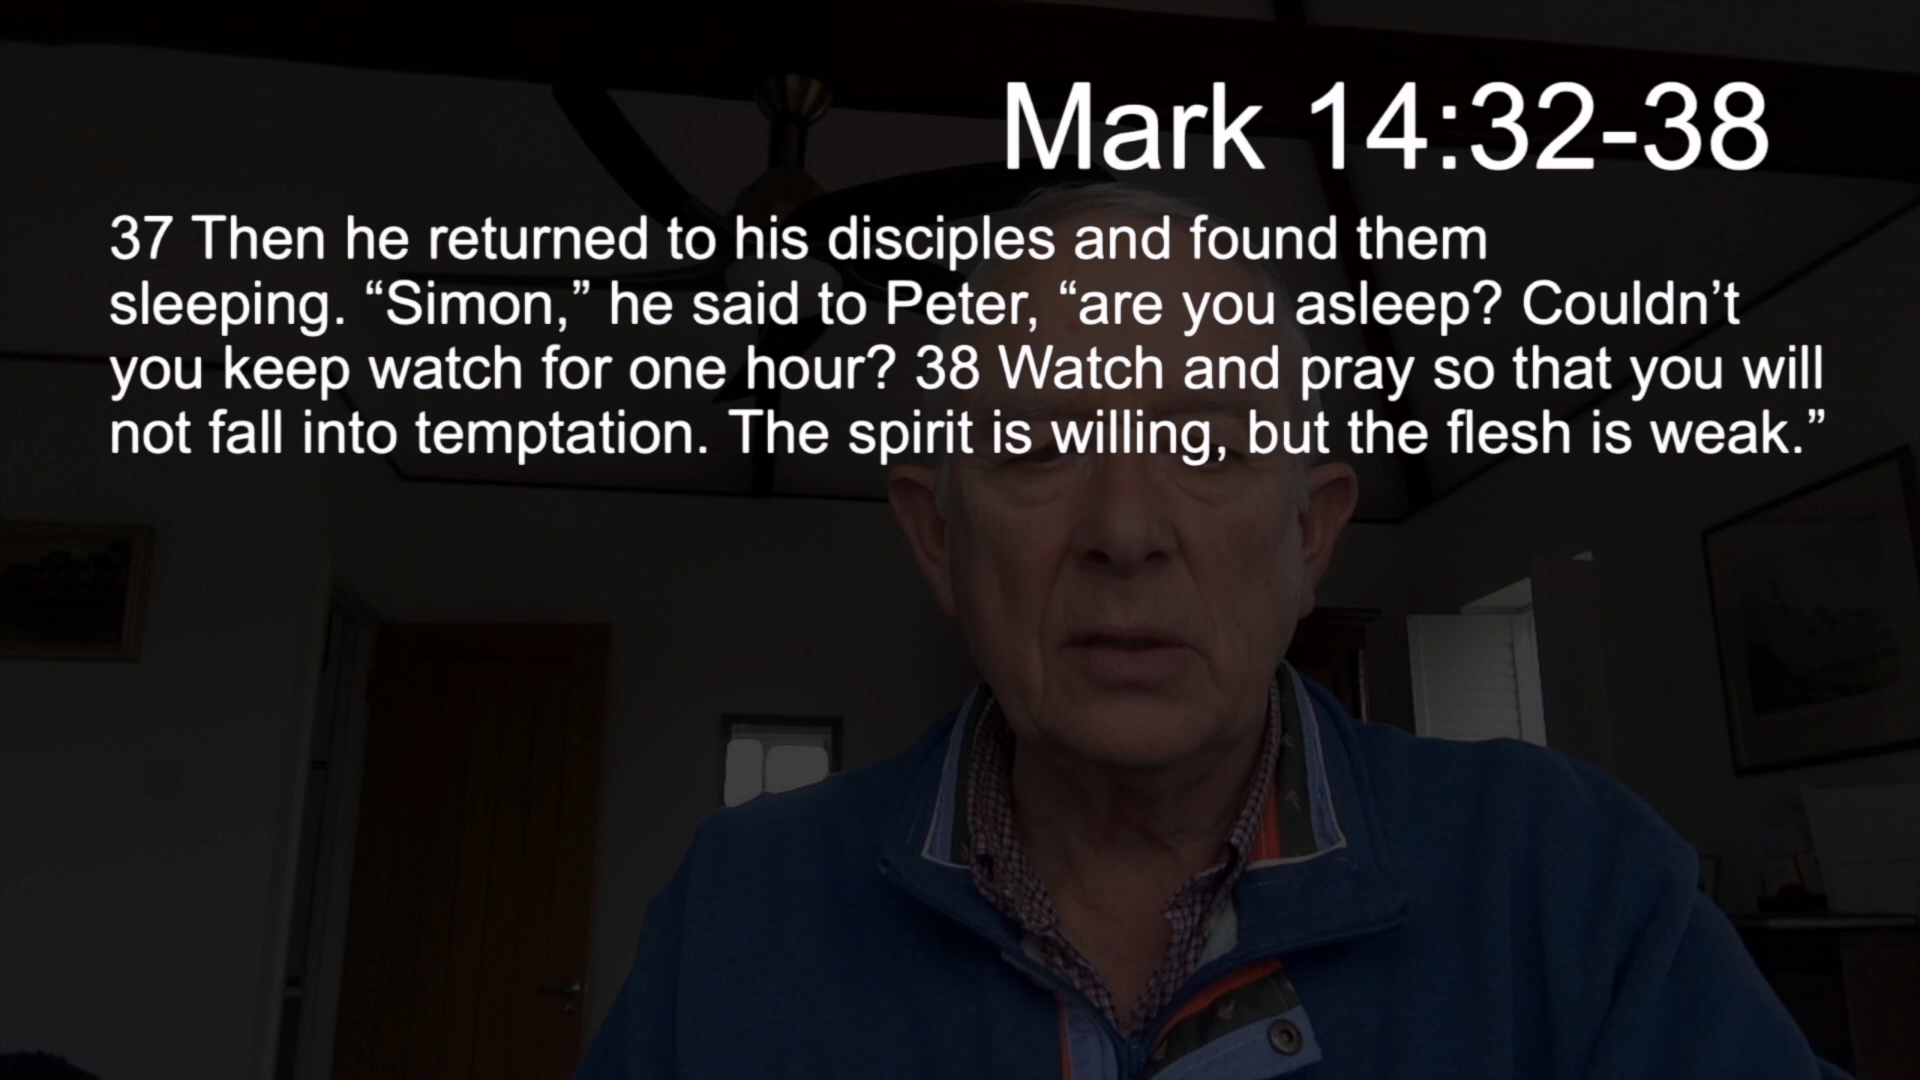 Mark 14:32-38
37 Then he returned to his disciples and found them
sleeping. “Simon,” he said to Peter, “are you asleep? Couldn’t
you keep watch for one hour? 38 Watch and pray so that you will
not fall into temptation. The spirit is willing, but the flesh is weak.”